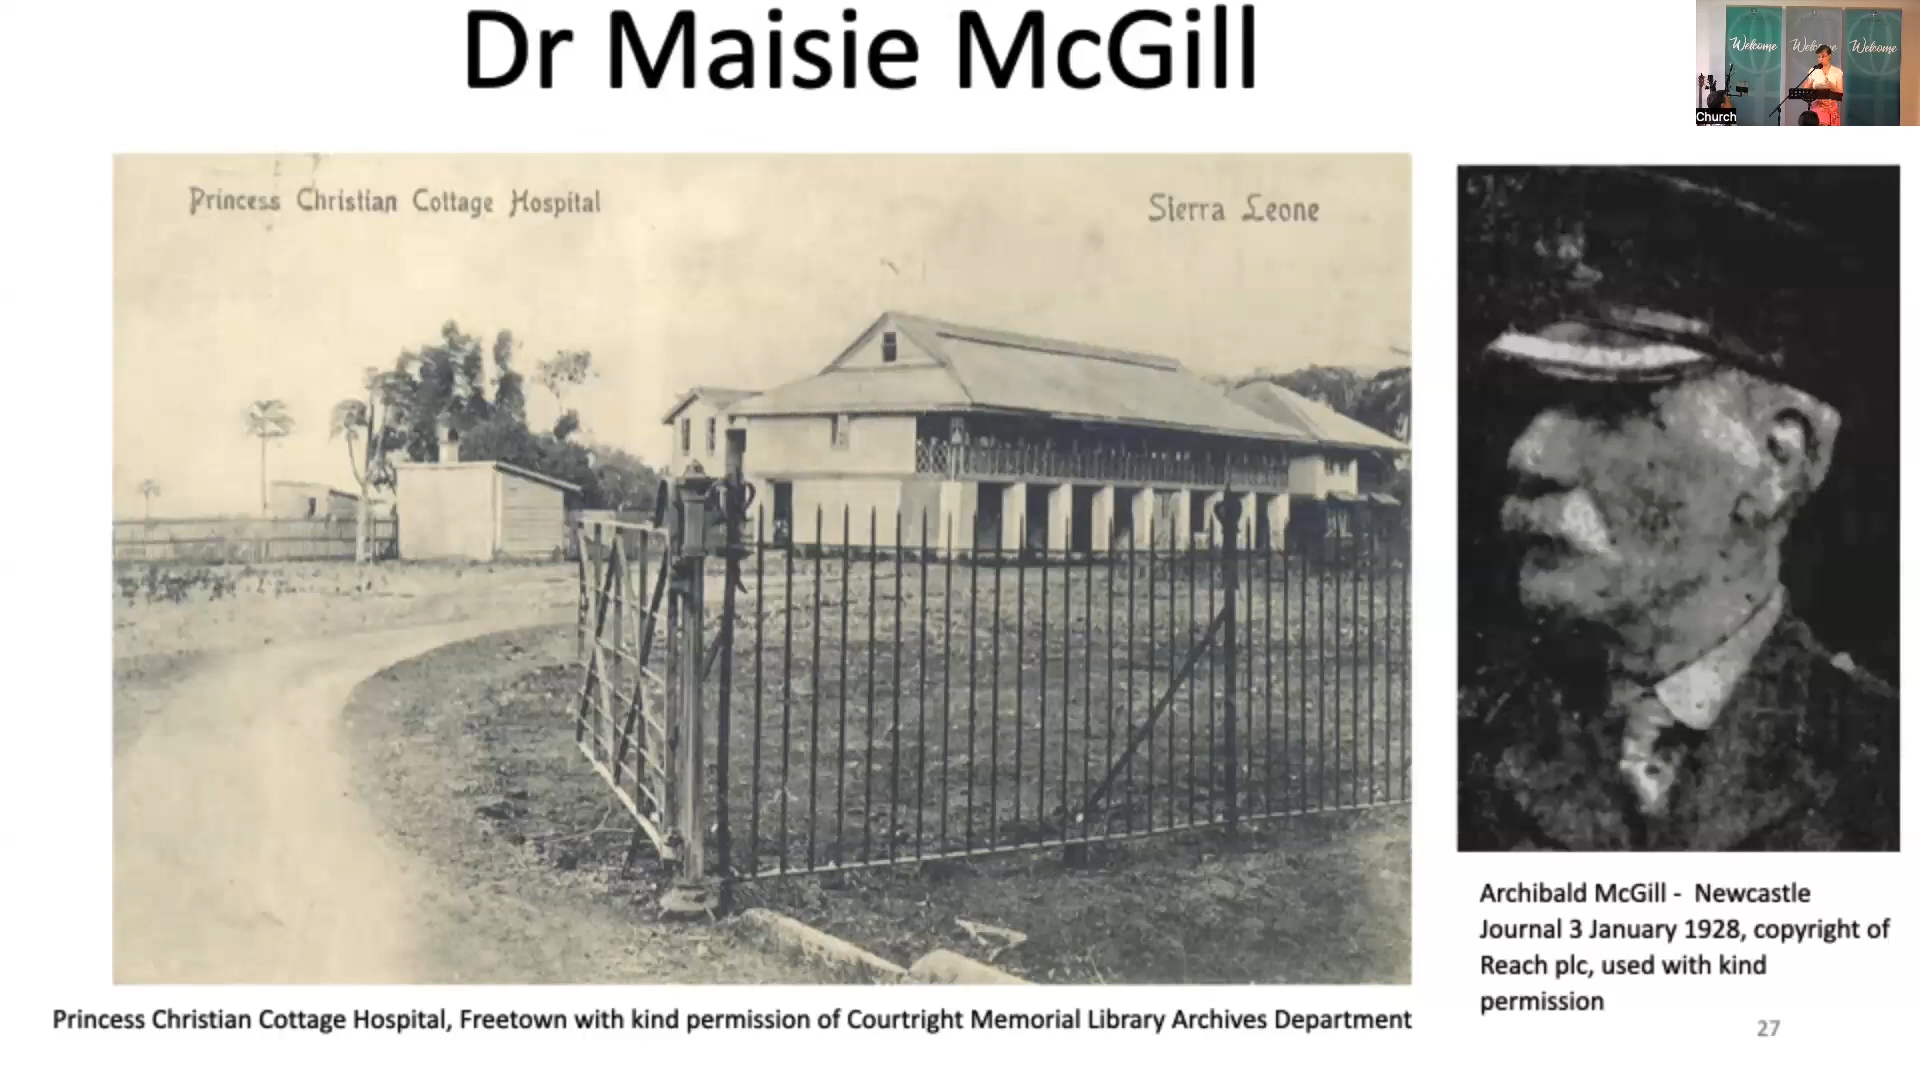 Dr Maisie McGill
Welcome Welcome Welcome
Church
Princess Christian Cottage Hospital
Sierra Leone
Archibald McGill - Newcastle
Journal 3 January 1928, copyright of
Reach plc, used with kind
permission
Princess Christian Cottage Hospital, Freetown with kind permission of Courtright Memorial Library Archives Department
27